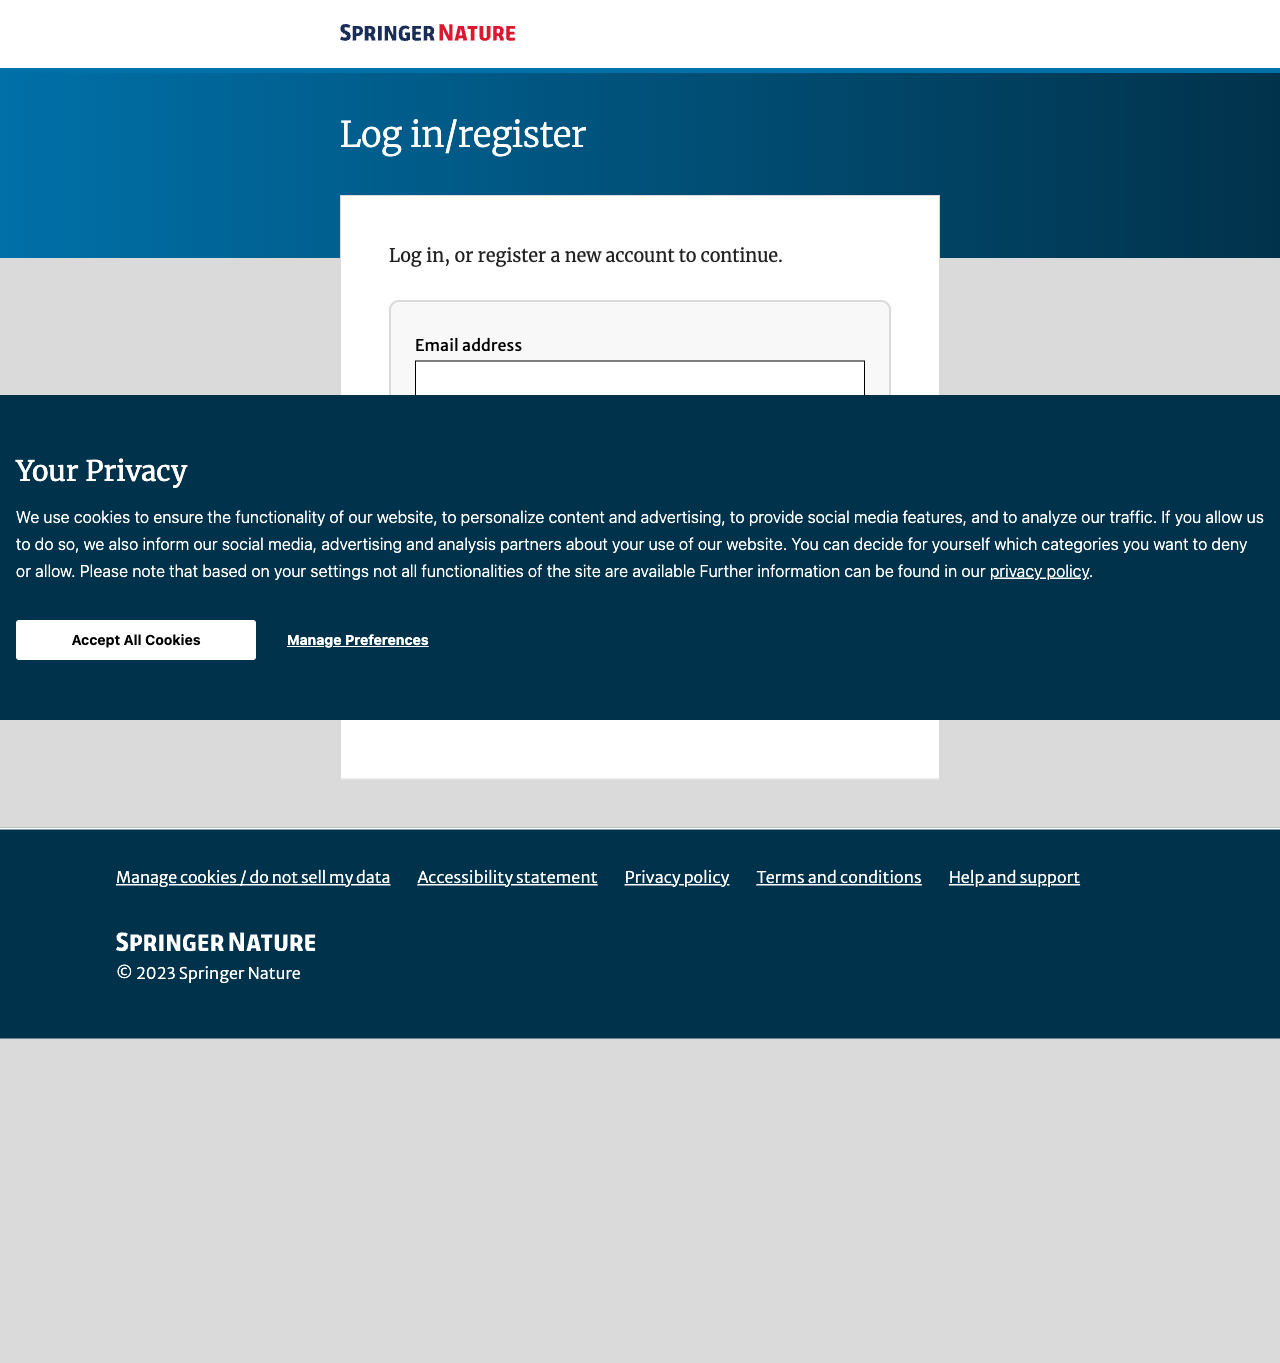 SPRINGER NATURE
Log in/register
Log in, or register a new account to continue.
Email address
Your Privacy
We use cookies to ensure the functionality of our website, to personalize content and advertising, to provide social media features, and to analyze our traffic. If you allow us
to do so, we also inform our social media, advertising and analysis partners about your use of our website. You can decide for yourself which categories you want to deny
or allow. Please note that based on your settings not all functionalities of the site are available Further information can be found in our privacy policy.
Accept All Cookies Manage Preferences
Manage cookies / do not sell my data Accessibility statement Privacy policy Terms and conditions Help and support
SPRINGER NATURE
© 2023 Springer Nature